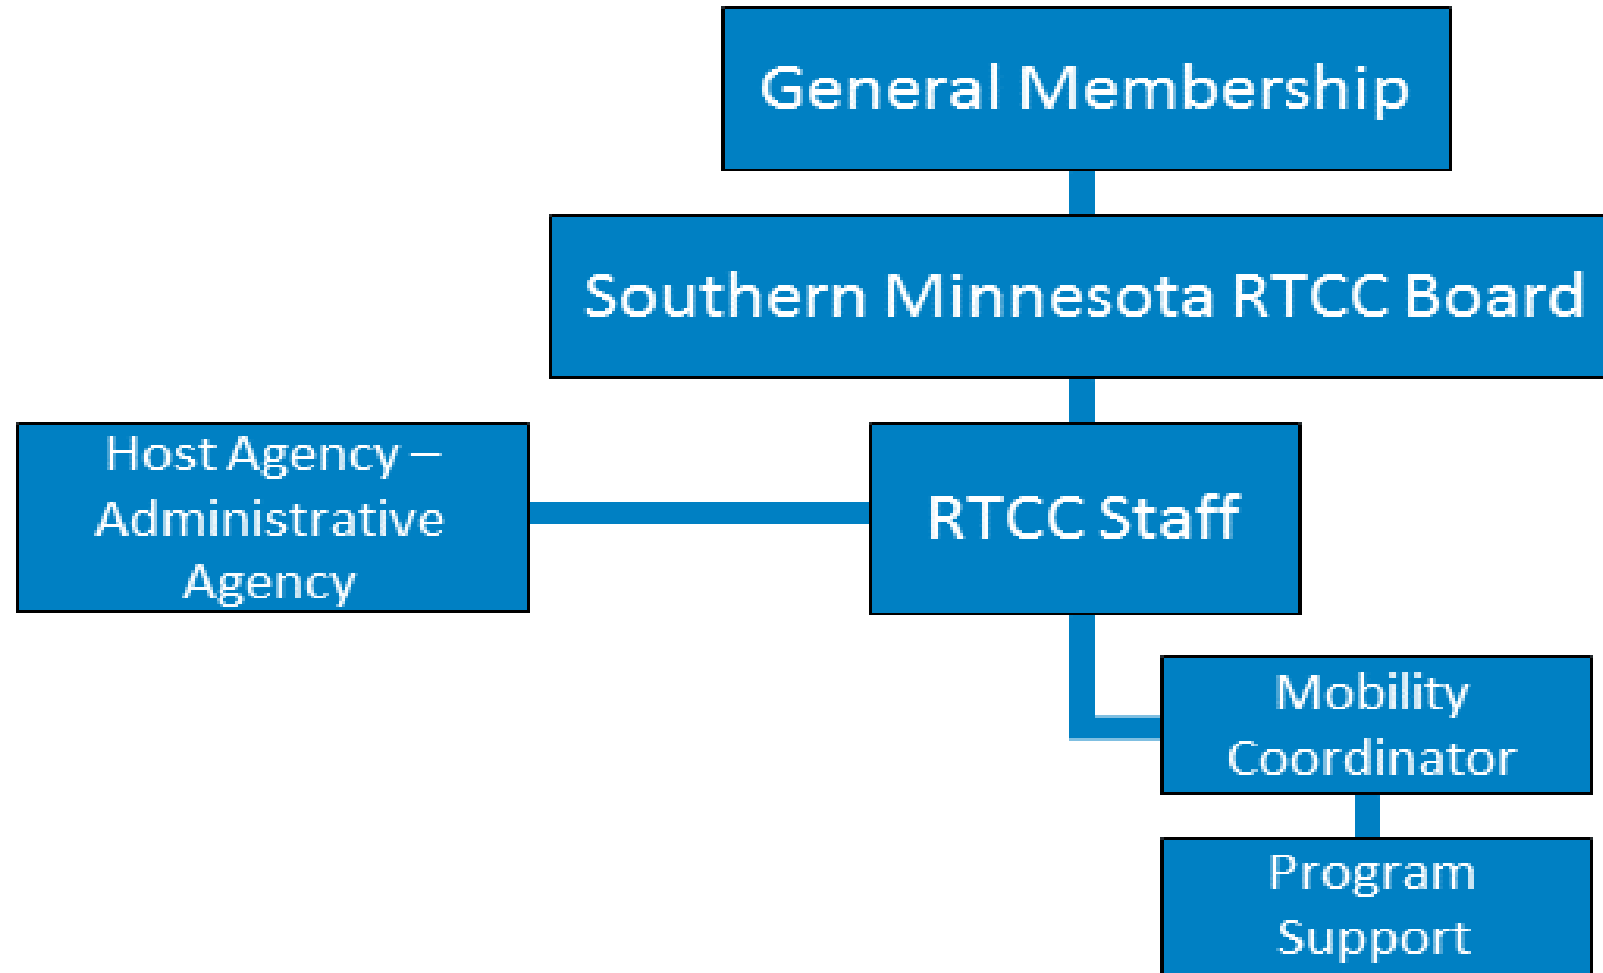 General Membership
Southern Minnesota RTCC Board
Host Agency –
Administrative
Agency
RTCC Staff
Mobility
Coordinator
Program
Support